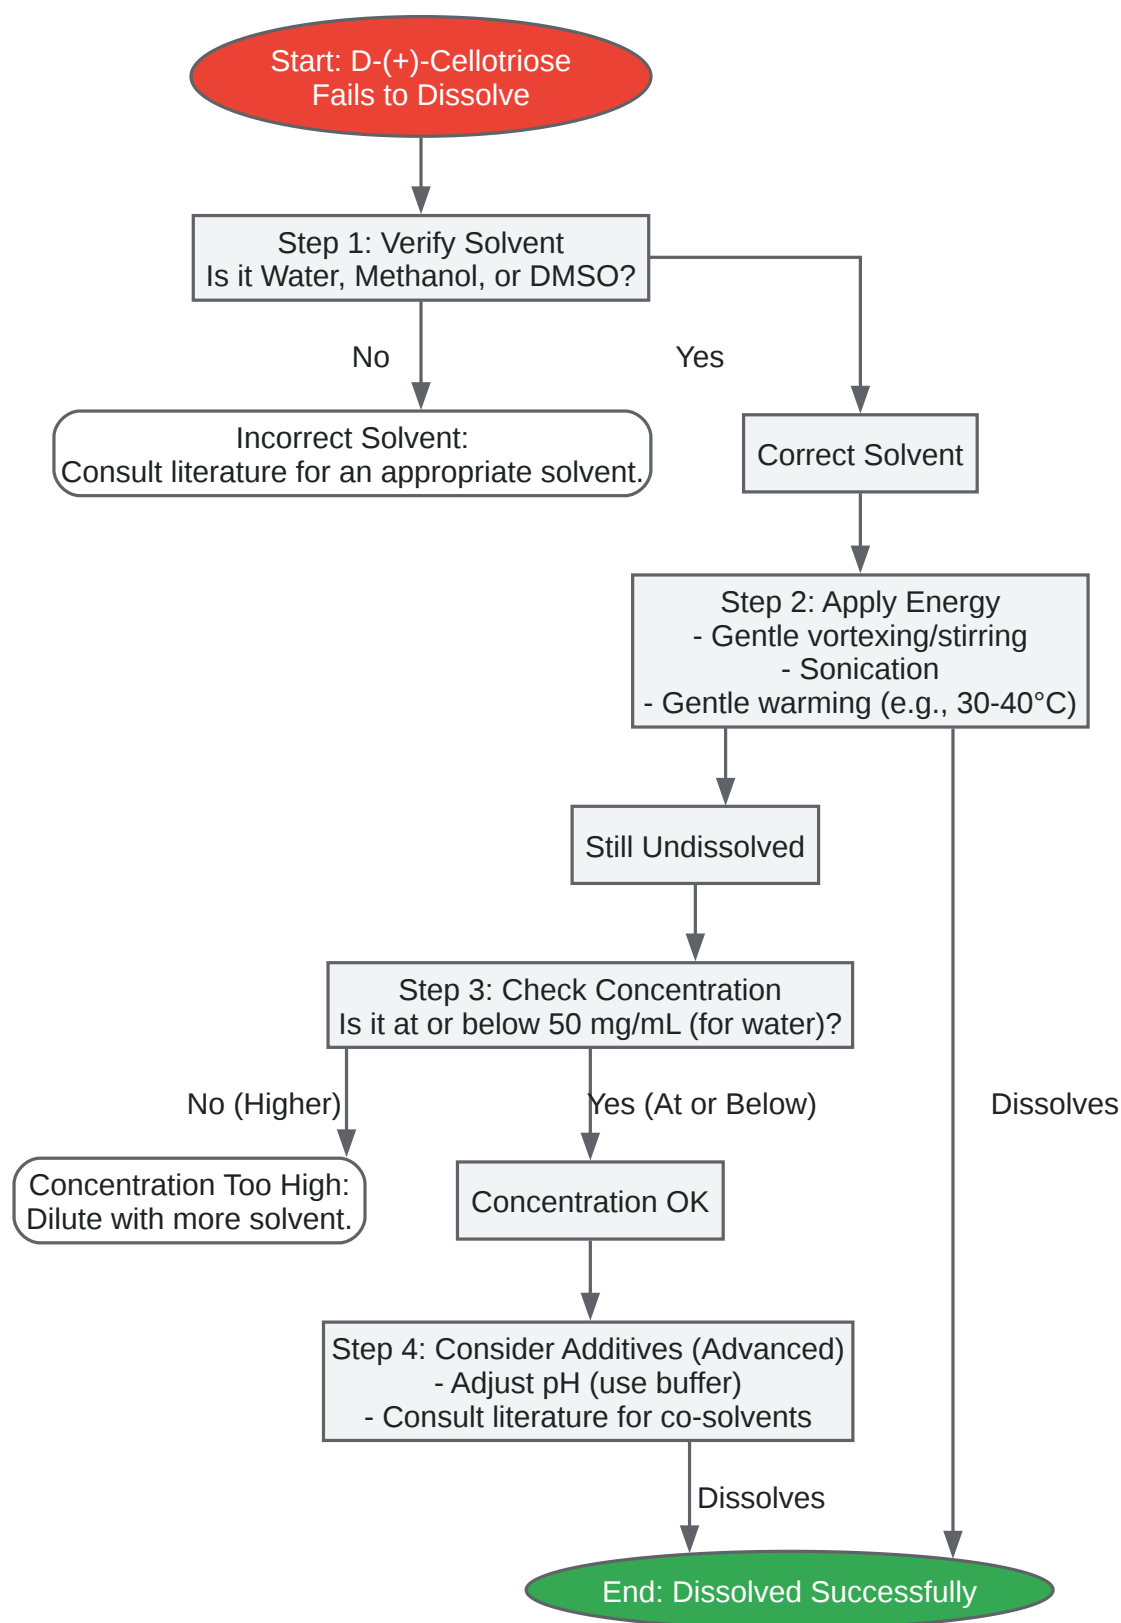 Start: D-(+)-Cellotriose
Fails to Dissolve
Step 1: Verify Solvent
Is it Water, Methanol, or DMSO?
No
Yes
Incorrect Solvent:
Consult literature for an appropriate solvent.
Correct Solvent
Step 2: Apply Energy
- Gentle vortexing/stirring
- Sonication
- Gentle warming (e.g., 30-40°C)
Still Undissolved
Step 3: Check Concentration
Is it at or below 50 mg/mL (for water)?
No (Higher)
Yes (At or Below)
Dissolves
Concentration Too High:
Dilute with more solvent.
Concentration OK
Step 4: Consider Additives (Advanced)
- Adjust pH (use buffer)
- Consult literature for co-solvents
Dissolves
End: Dissolved Successfully